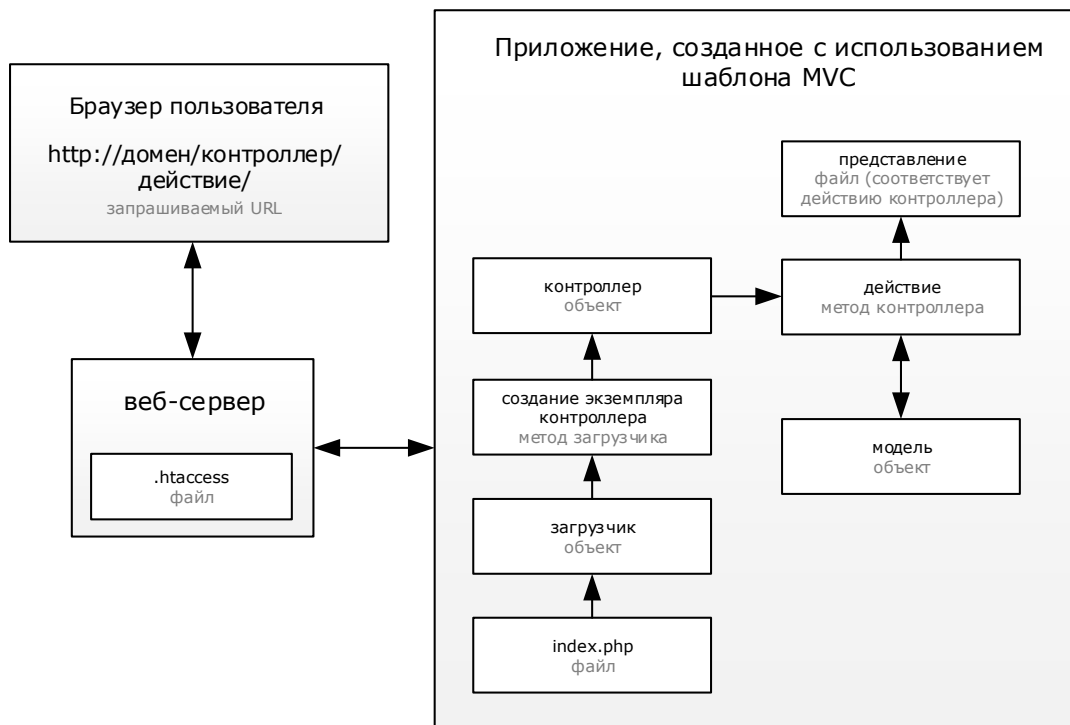 Приложение, созданное с использованием
шаблона MVC
Браузер пользователя
http://домен/контроллер/
действие/
запрашиваемый URL
веб-сервер
.htaccess
файл
представление
файл (соответствует
действию контроллера)
контроллер
объект
действие
метод контроллера
создание экземпляра
контроллера
метод загрузчика
модель
объект
загрузчик
объект
index.php
файл